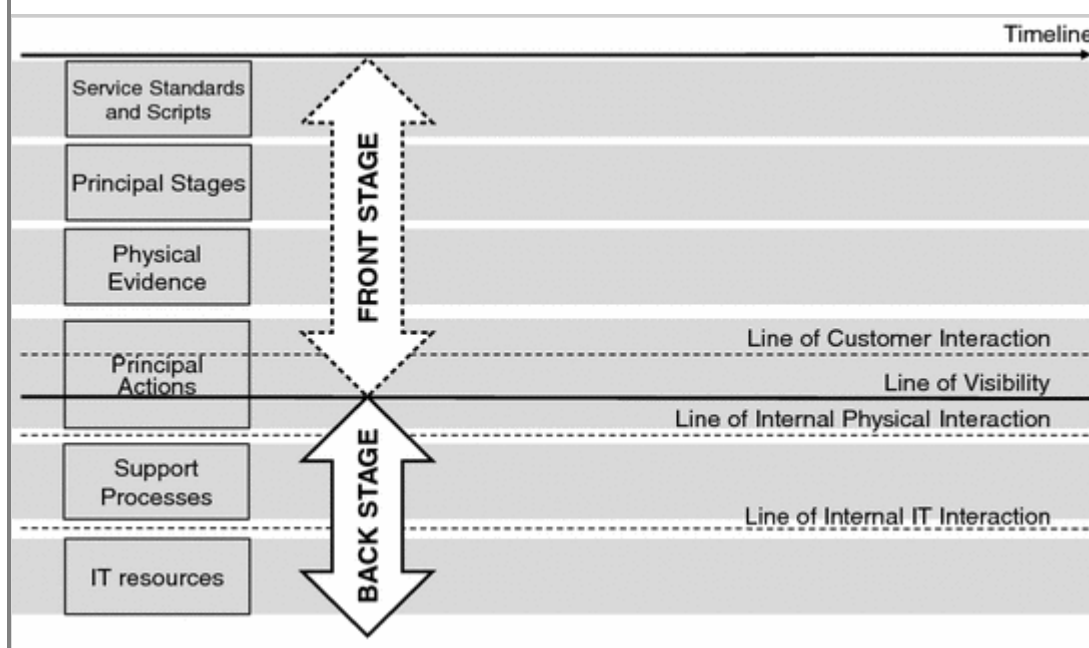 Timeline
Service Standards
and Scripts
Principal Stages
Physical
Evidence
FRONT STAGE
Line of Customer Interaction
Principal
Actions
Line of Visibility
Line of Internal Physical Interaction
BACK STAGE
Support
Processes
Line of Internal IT Interaction
IT resources